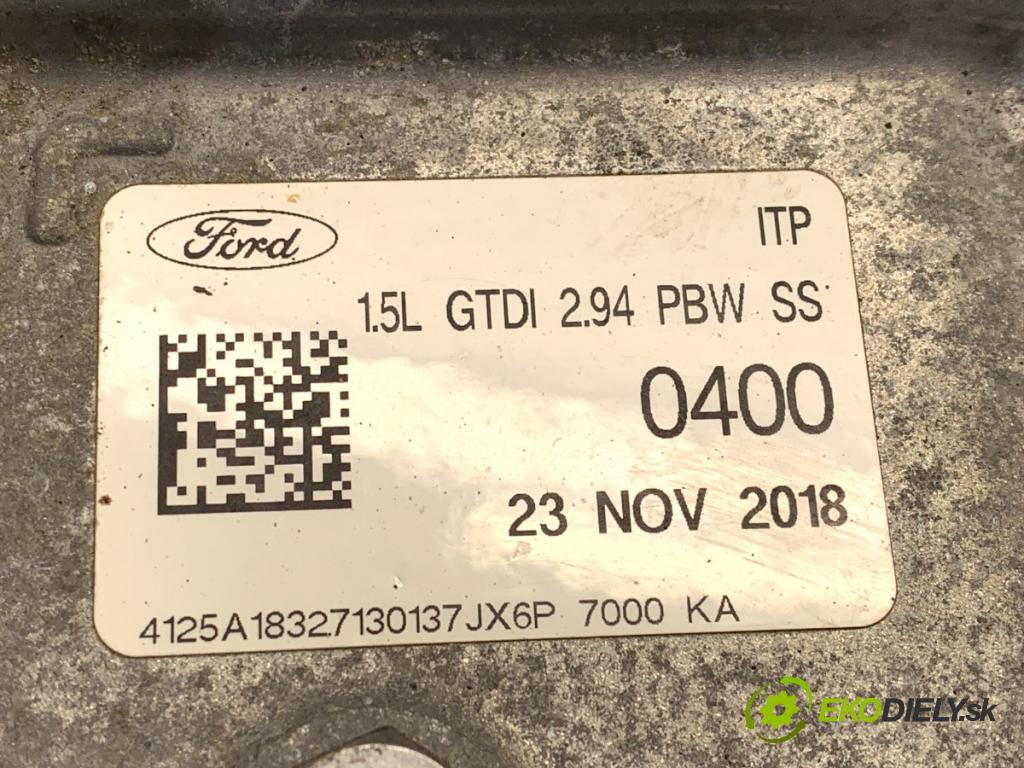 Ford
ITP
1.5L GTDI 2.94 PBW SS
0400
23 NOV 2018
4125A18327130137JX6P 7000 KA
EKODIELY.sk